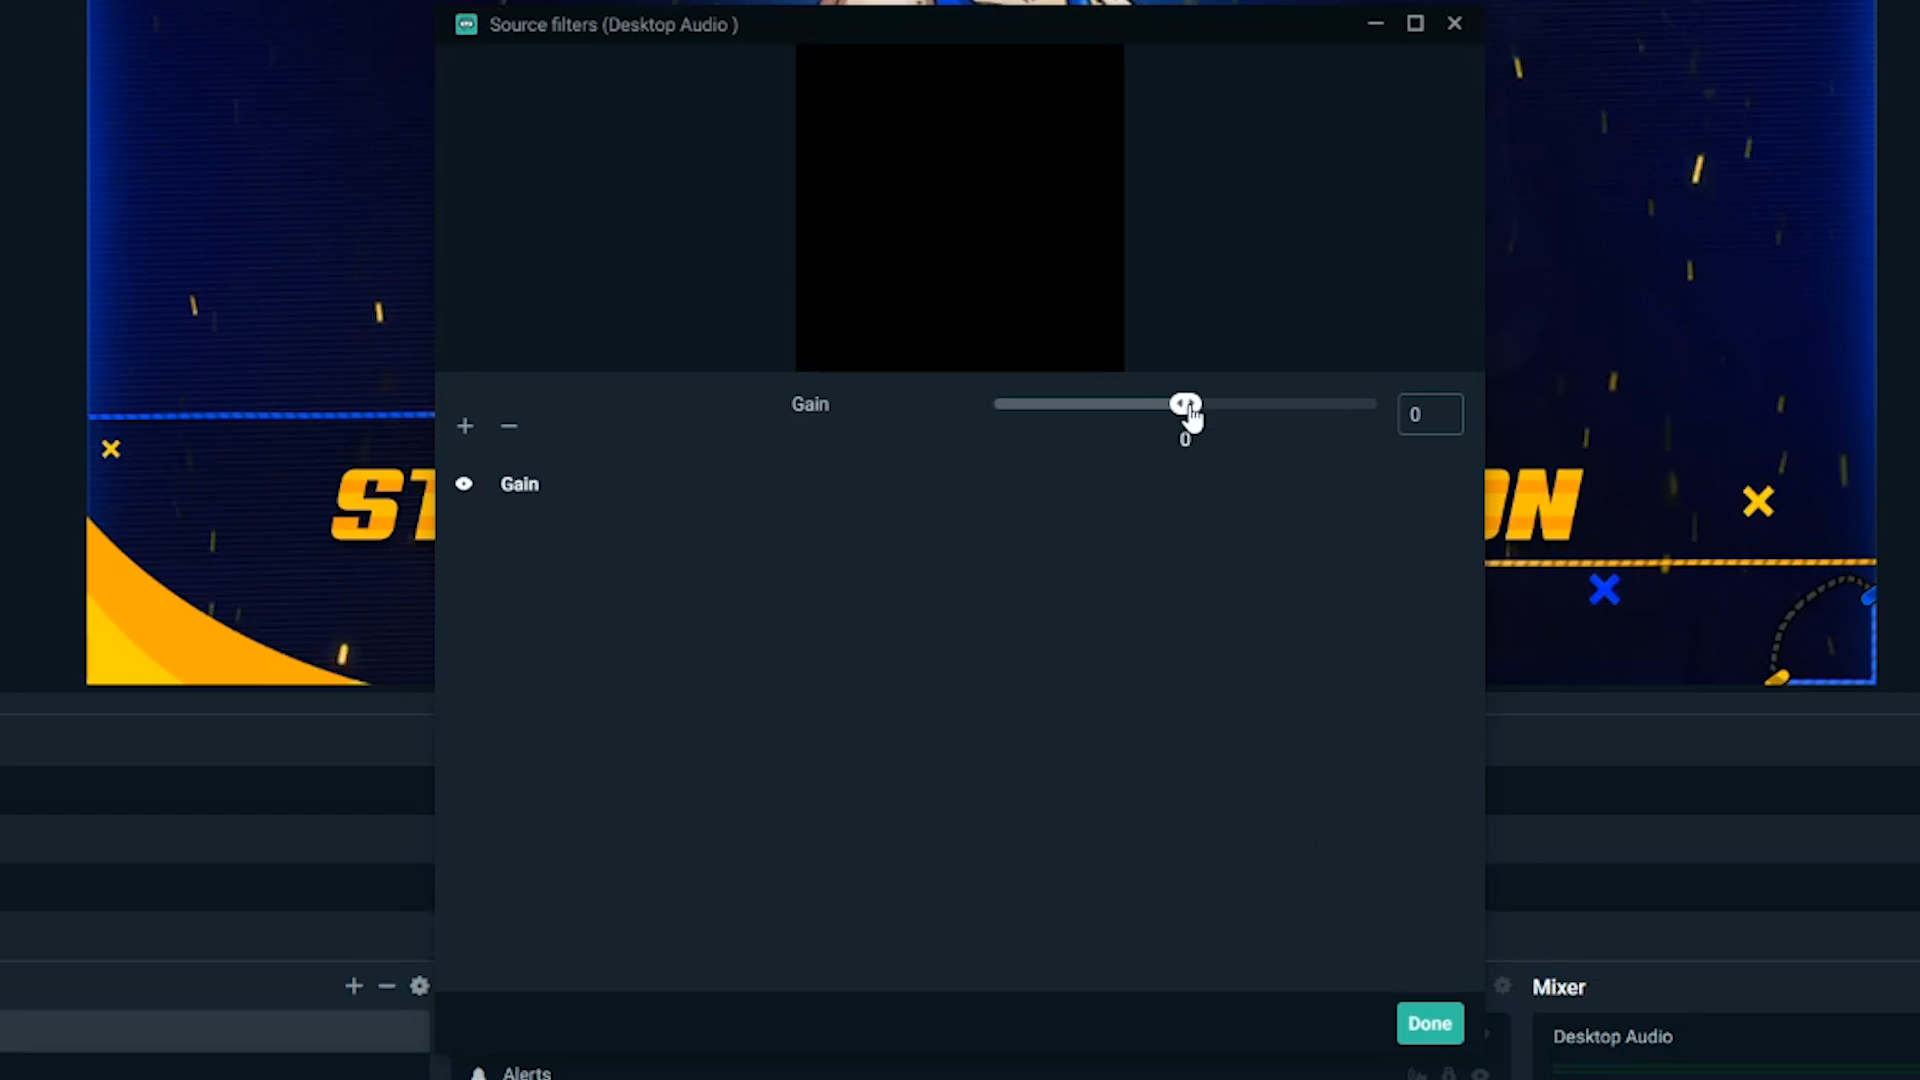 Source filters (Desktop Audio )
Gain
0
0
Gain
ST
ON
Mixer
Done
Desktop Audio
Alerts